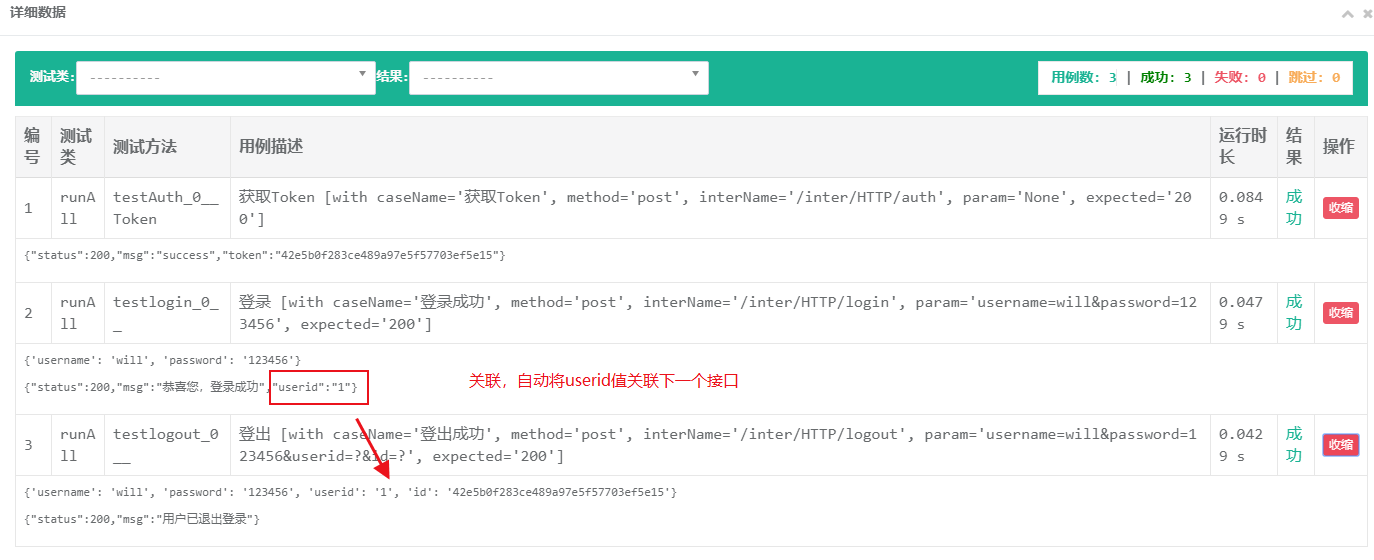 详细数据
测试类: ---------- 结果: ---------- 用例数: 3 | 成功: 3 | 失败: 0 | 跳过: 0
编号 测试类 测试方法 用例描述 运行时长 结果 操作
1 runAll testAuth_0__Token 获取Token [with caseName='获取Token', method='post', interName='/inter/HTTP/auth', param='None', expected='200'] 0.0849 s 成功 收缩
{"status":200,"msg":"success","token":"42e5b0f283ce489a97e5f57703ef5e15"}
2 runAll testlogin_0__ 登录 [with caseName='登录成功', method='post', interName='/inter/HTTP/login', param='username=will&password=123456', expected='200'] 0.0479 s 成功 收缩
{'username': 'will', 'password': '123456'}
{"status":200,"msg":"恭喜您，登录成功","userid":"1"}
关联，自动将userid值关联下一个接口
3 runAll testlogout_0__ 登出 [with caseName='登出成功', method='post', interName='/inter/HTTP/logout', param='username=will&password=123456&userid=?&id=?', expected='200'] 0.0429 s 成功 收缩
{'username': 'will', 'password': '123456', 'userid': '1', 'id': '42e5b0f283ce489a97e5f57703ef5e15'}
{"status":200,"msg":"用户已退出登录"}